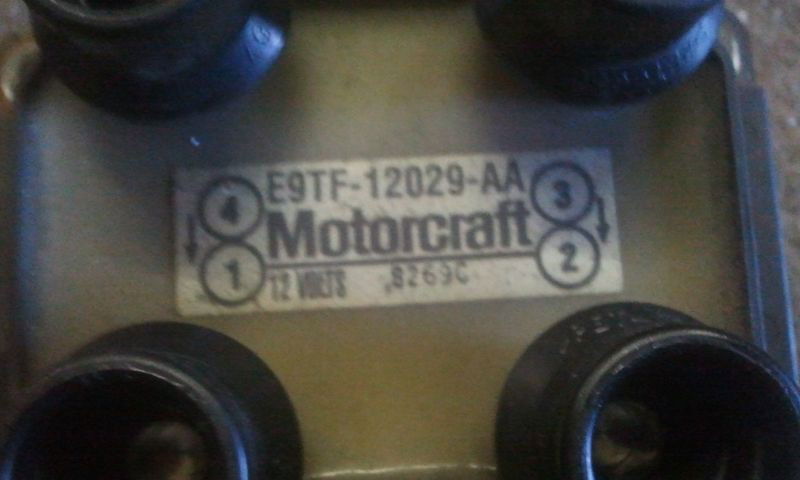 E9TF-12029-AA
4 Motorcraft 3
1 12 VOLTS 8269C 2